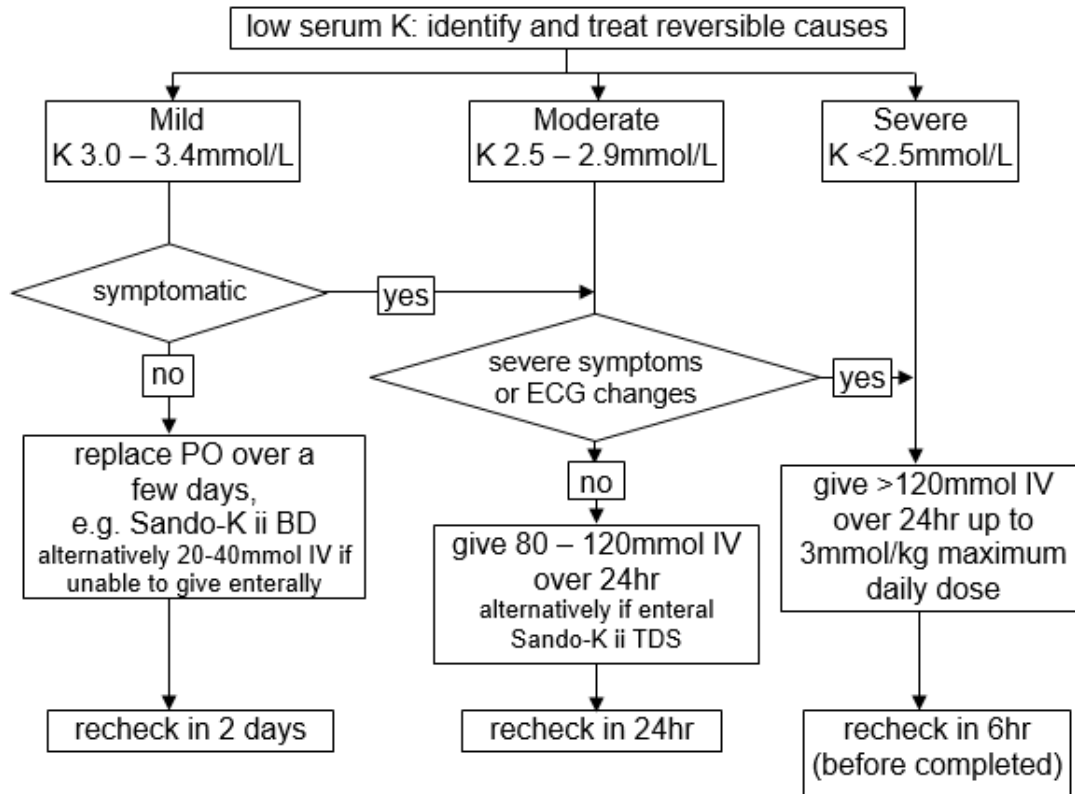 low serum K: identify and treat reversible causes
Mild
K 3.0 – 3.4mmol/L
Moderate
K 2.5 – 2.9mmol/L
Severe
K <2.5mmol/L
symptomatic
yes
no
severe symptoms
or ECG changes
yes
no
replace PO over a
few days,
e.g. Sando-K ii BD
alternatively 20-40mmol IV if
unable to give enterally
give 80 – 120mmol IV
over 24hr
alternatively if enteral
Sando-K ii TDS
give >120mmol IV
over 24hr up to
3mmol/kg maximum
daily dose
recheck in 2 days
recheck in 24hr
recheck in 6hr
(before completed)